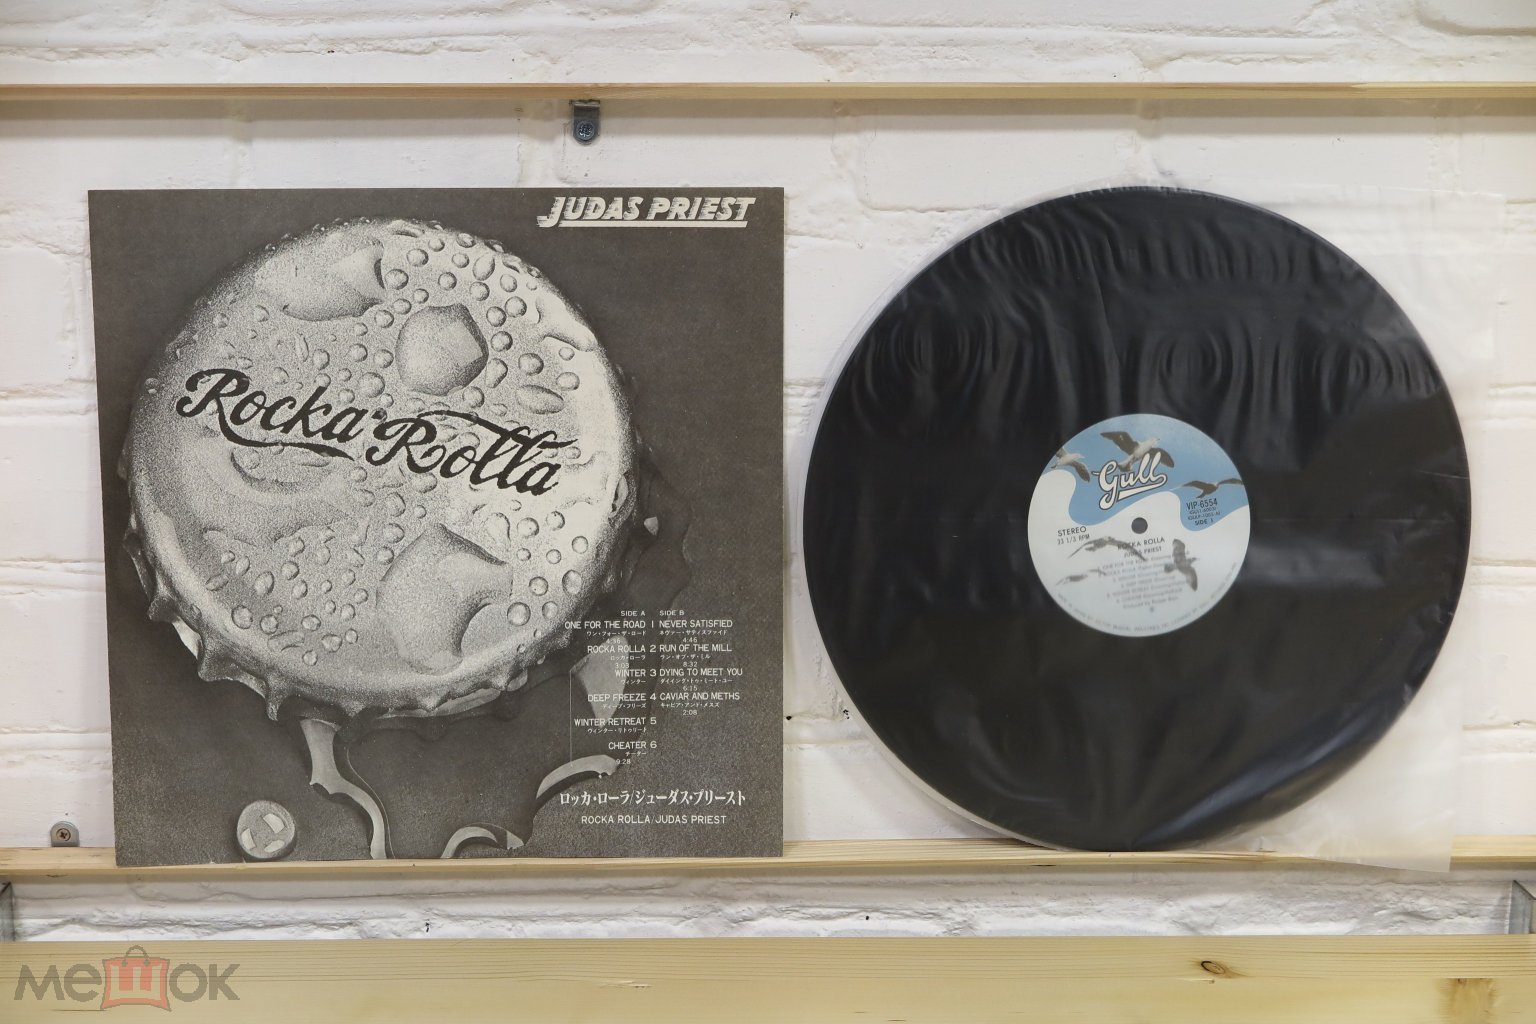 JUDAS PRIEST
Rocka Rolla
SIDE A SIDE B
ONE FOR THE ROAD 1 NEVER SATISFIED
ワン・フォー・ザ・ロード ネヴァー・サティスファイド
4:36 4:46
ROCKA ROLLA 2 RUN OF THE MILL
ロッカ・ローラ ラン・オブ・ザ・ミル
3:03 8:32
WINTER 3 DYING TO MEET YOU
ウィンター ダイイング・トゥ・ミート・ユー
6:15
DEEP FREEZE 4 CAVIAR AND METHS
ディープ・フリーズ キャビア・アンド・メスズ
2:08
WINTER RETREAT 5
ウィンター・リトゥリート
CHEATER 6
チーター
9:28
ロッカ・ローラ/ジューダス・プリースト
ROCKA ROLLA/JUDAS PRIEST
Gull
VIP-6554
SIDE 1
STEREO
33 1/3 RPM
ROCKA ROLLA
JUDAS PRIEST
мешок